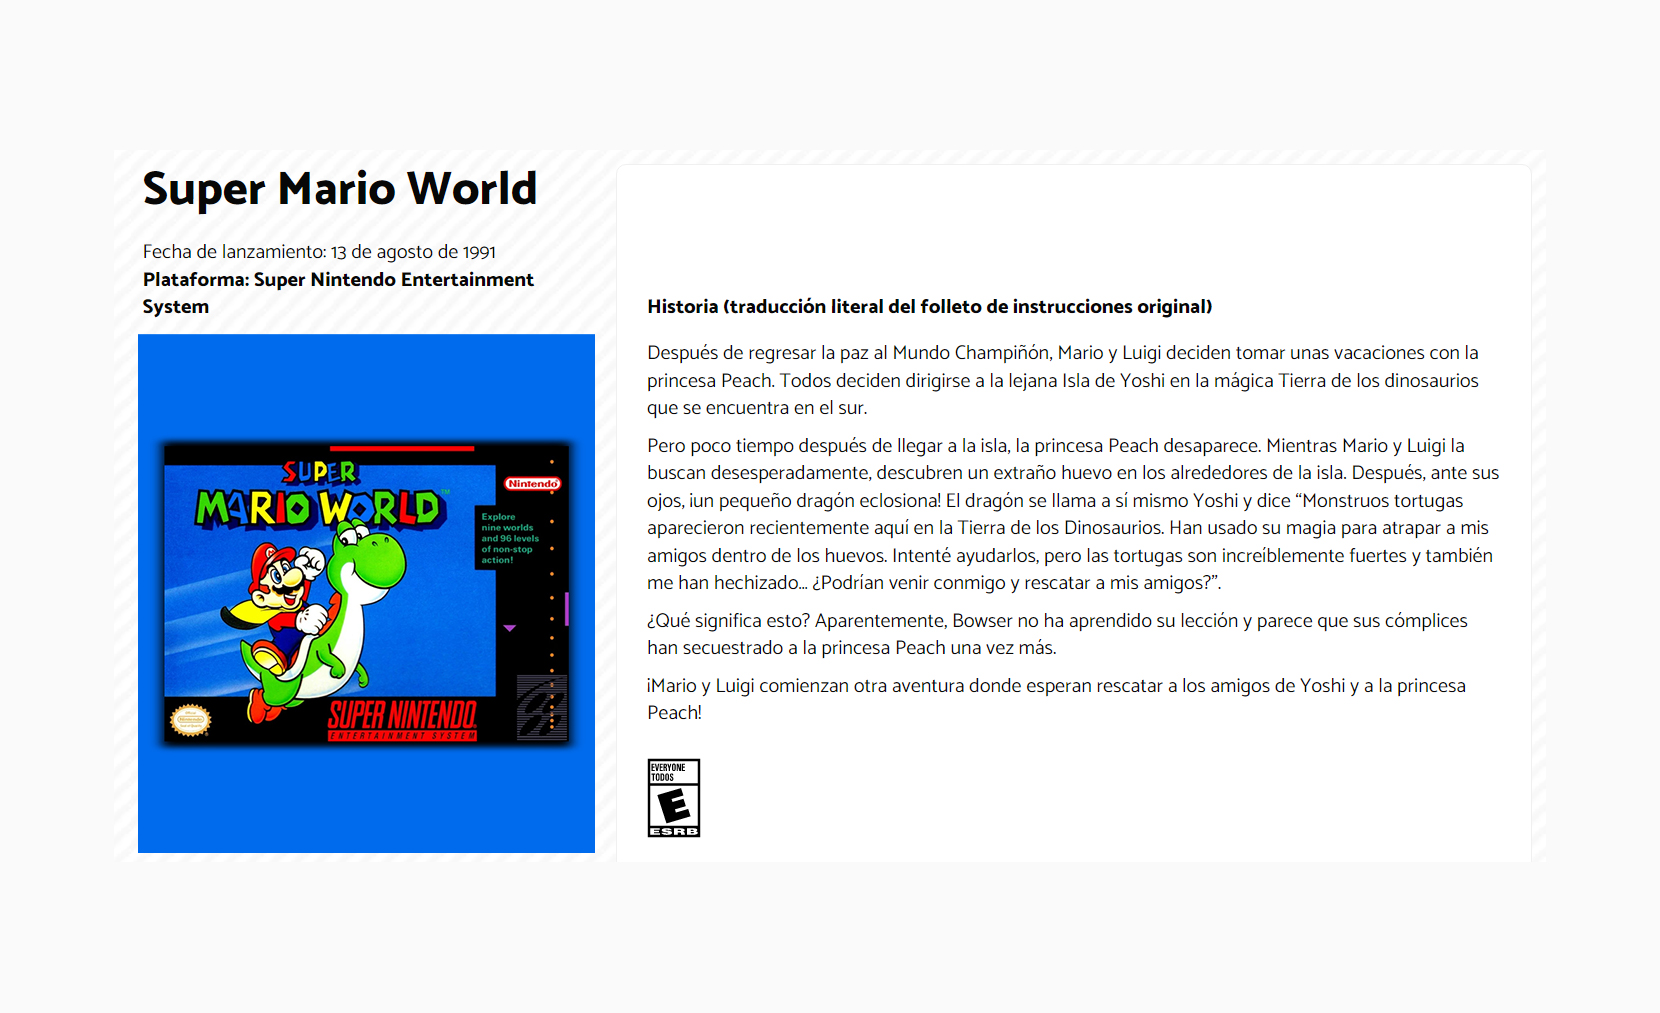 Super Mario World
Fecha de lanzamiento: 13 de agosto de 1991
Plataforma: Super Nintendo Entertainment
System
SUPER
MARIO WORLD™
Nintendo
Explore
nine worlds
and 96 levels
of non-stop
action!
SUPER NINTENDO
ENTERTAINMENT SYSTEM
Historia (traducción literal del folleto de instrucciones original)
Después de regresar la paz al Mundo Champiñón, Mario y Luigi deciden tomar unas vacaciones con la
princesa Peach. Todos deciden dirigirse a la lejana Isla de Yoshi en la mágica Tierra de los dinosaurios
que se encuentra en el sur.
Pero poco tiempo después de llegar a la isla, la princesa Peach desaparece. Mientras Mario y Luigi la
buscan desesperadamente, descubren un extraño huevo en los alrededores de la isla. Después, ante sus
ojos, ¡un pequeño dragón eclosiona! El dragón se llama a sí mismo Yoshi y dice “Monstruos tortugas
aparecieron recientemente aquí en la Tierra de los Dinosaurios. Han usado su magia para atrapar a mis
amigos dentro de los huevos. Intenté ayudarlos, pero las tortugas son increíblemente fuertes y también
me han hechizado... ¿Podrían venir conmigo y rescatar a mis amigos?”.
¿Qué significa esto? Aparentemente, Bowser no ha aprendido su lección y parece que sus cómplices
han secuestrado a la princesa Peach una vez más.
¡Mario y Luigi comienzan otra aventura donde esperan rescatar a los amigos de Yoshi y a la princesa
Peach!
EVERYONE
TODOS
E
ESRB